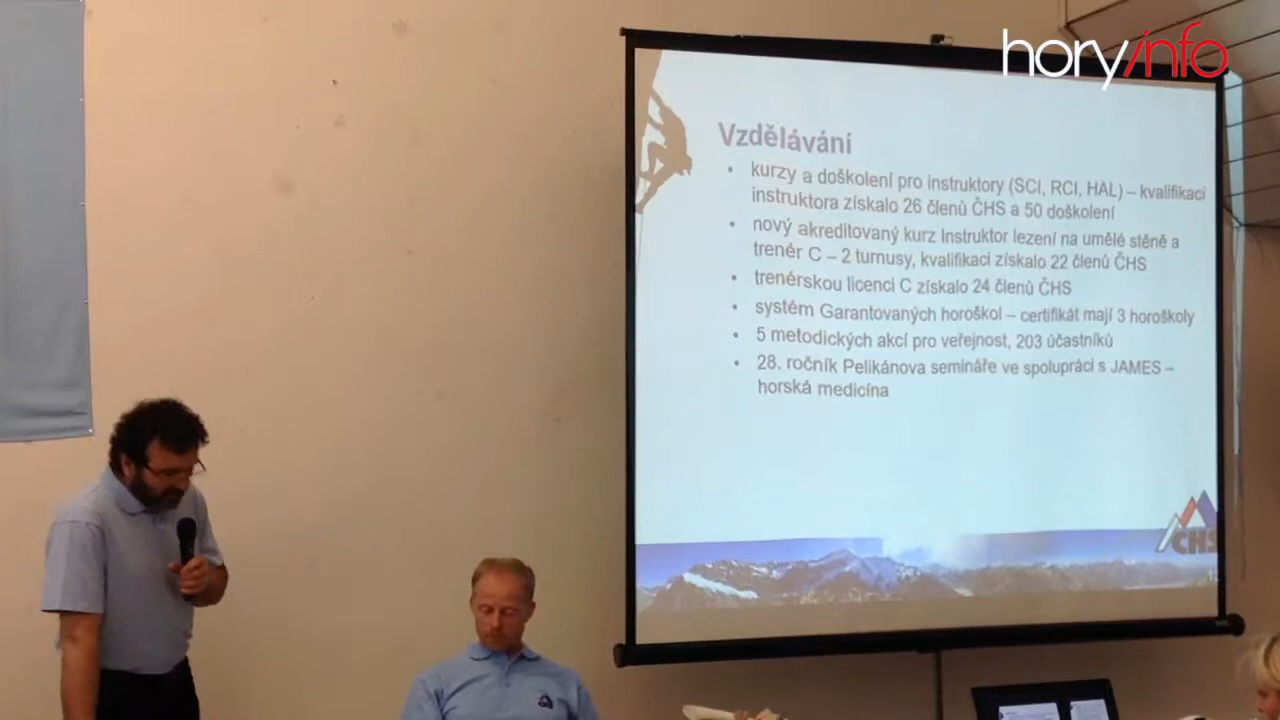 horyinfo
Vzdělávání
• kurzy a doškolení pro instruktory (SCI, RCI, HAL) – kvalifikaci
instruktora získalo 26 členů ČHS a 50 doškolení
• nový akreditovaný kurz Instruktor lezení na umělé stěně a
trenér C – 2 turnusy, kvalifikaci získalo 22 členů ČHS
• trenérskou licenci C získalo 24 členů ČHS
• systém Garantovaných horoškol – certifikát mají 3 horoškoly
• 5 metodických akcí pro veřejnost, 203 účastníků
• 28. ročník Pelikánova semináře ve spolupráci s JAMES –
horská medicína
ČHS
ČHS